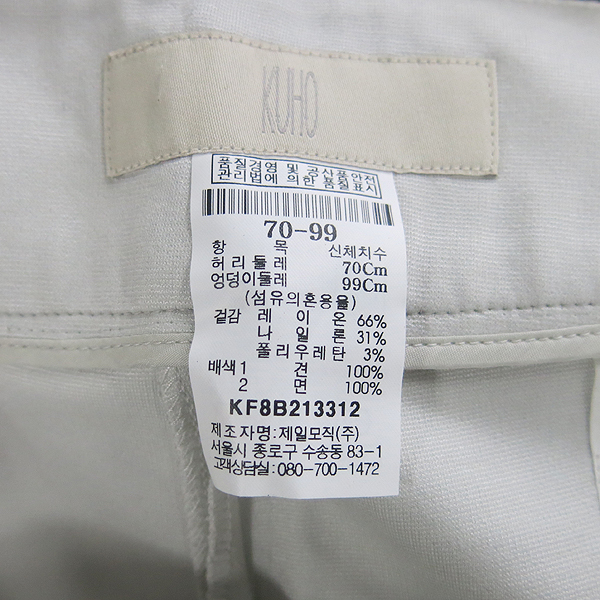 KUHO
품질경영 및 공산품안전
관리법에 의한 품질표시
70-99
항 목 신체치수
허리둘레 70Cm
엉덩이둘레 99Cm
(섬유의혼용율)
겉감 레 이 온 66%
나 일 론 31%
폴리우레탄 3%
배색1 견 100%
2 면 100%
KF8B213312
제조자명:제일모직(주)
서울시 종로구 수송동 83-1
고객상담실:080-700-1472